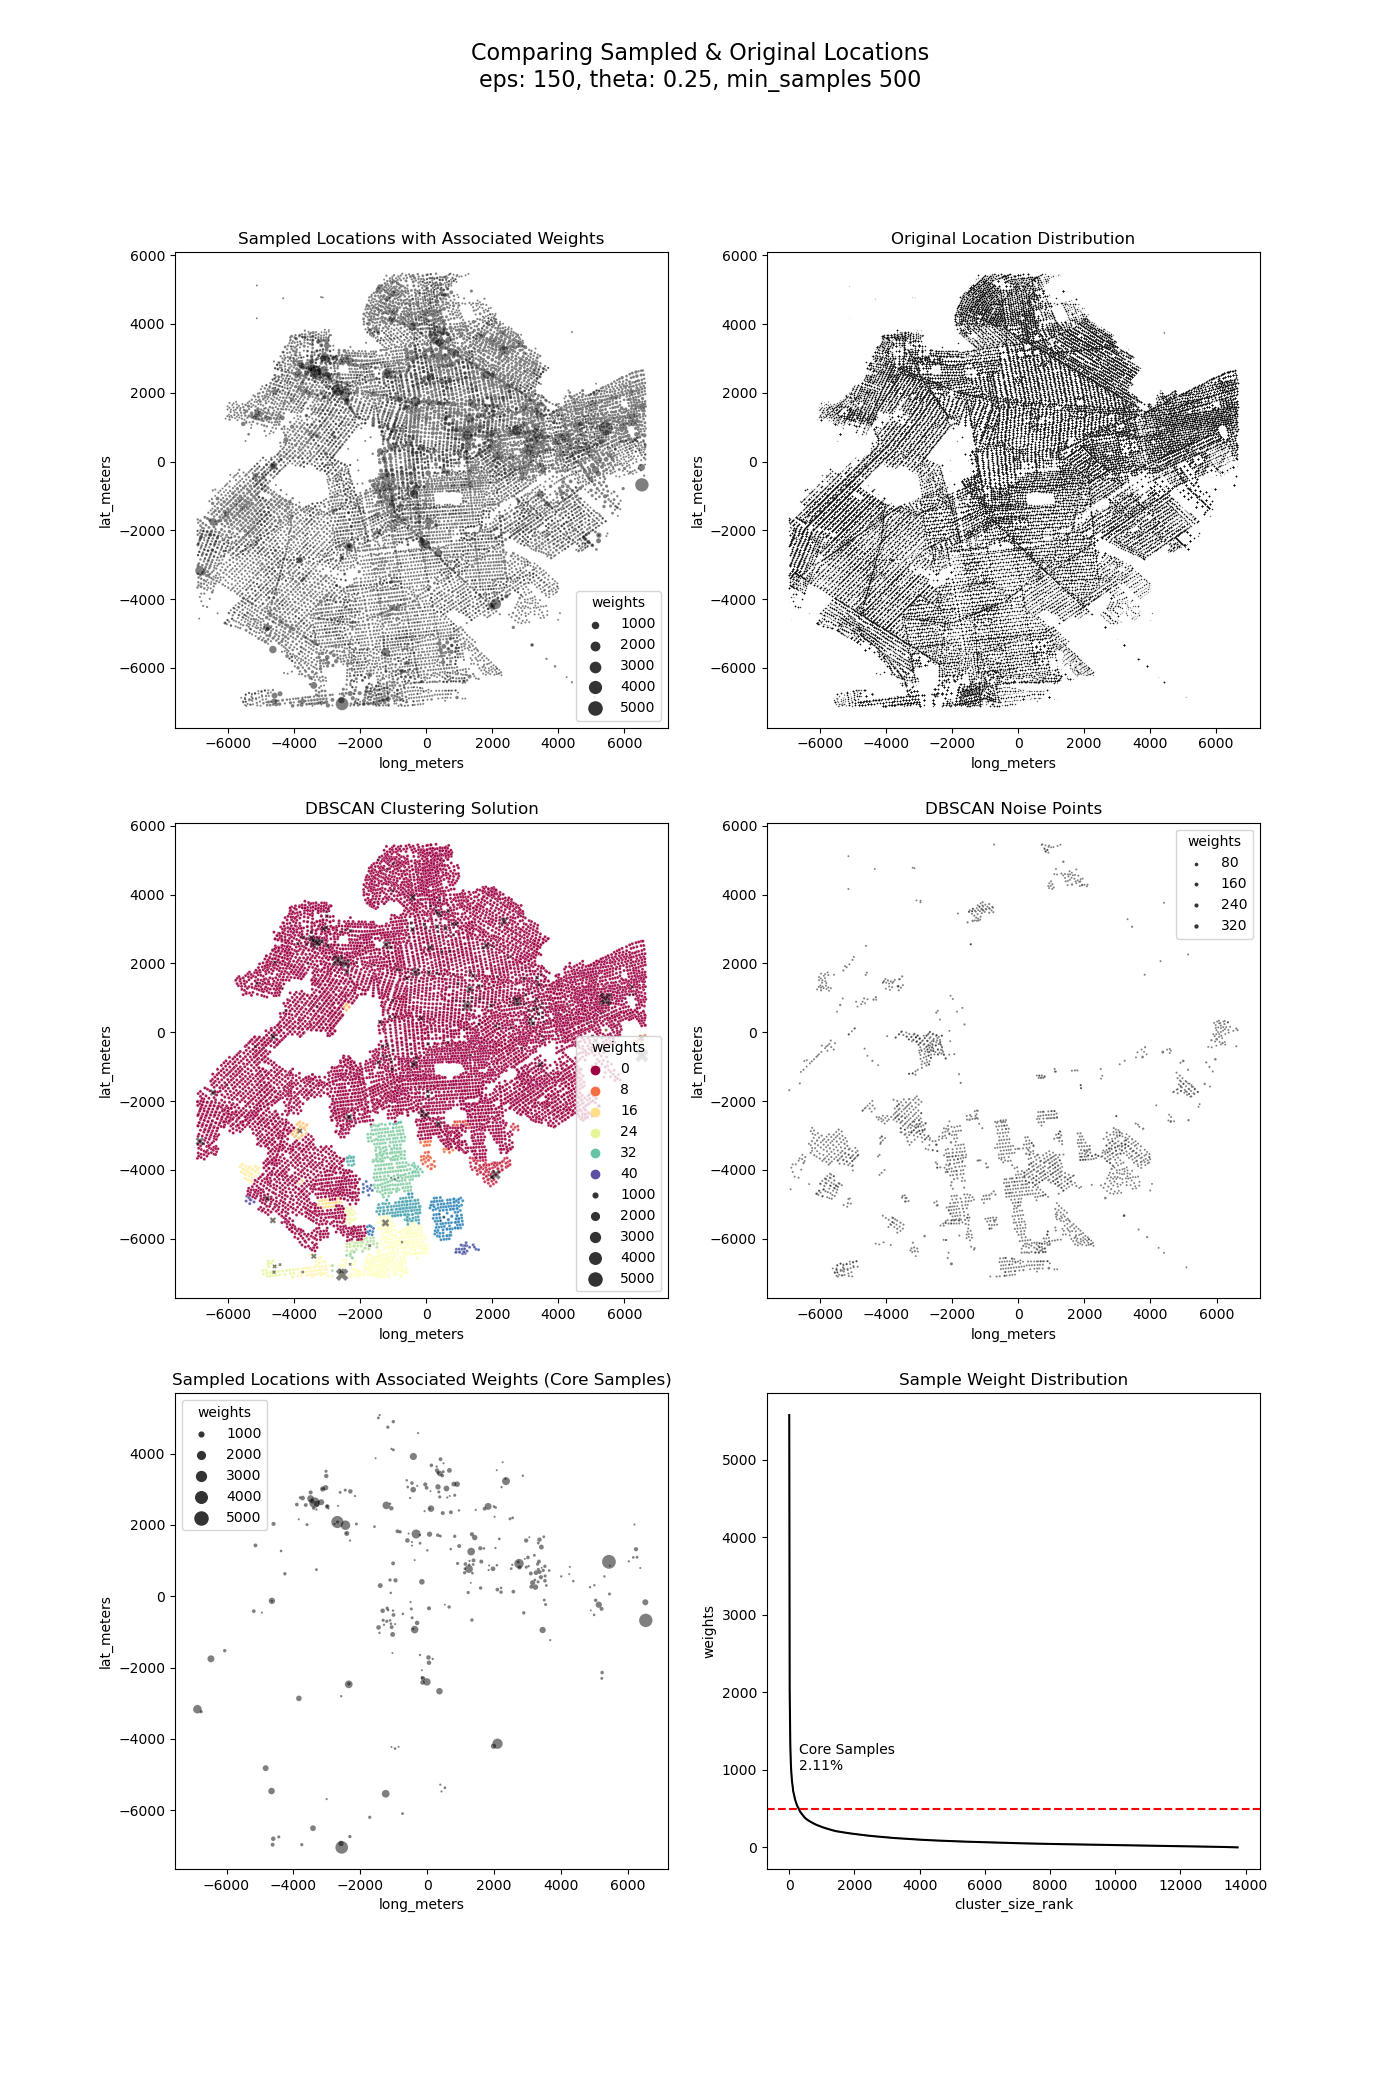 Comparing Sampled & Original Locations
eps: 150, theta: 0.25, min_samples 500
Sampled Locations with Associated Weights
6000
4000
2000
0
−2000
−4000
−6000
lat_meters
weights
1000
2000
3000
4000
5000
−6000 −4000 −2000 0 2000 4000 6000
long_meters
Original Location Distribution
6000
4000
2000
0
−2000
−4000
−6000
lat_meters
−6000 −4000 −2000 0 2000 4000 6000
long_meters
DBSCAN Clustering Solution
6000
4000
2000
0
−2000
−4000
−6000
lat_meters
weights
0
8
16
24
32
40
1000
2000
3000
4000
5000
−6000 −4000 −2000 0 2000 4000 6000
long_meters
DBSCAN Noise Points
6000
4000
2000
0
−2000
−4000
−6000
lat_meters
weights
80
160
240
320
−6000 −4000 −2000 0 2000 4000 6000
long_meters
Sampled Locations with Associated Weights (Core Samples)
4000
2000
0
−2000
−4000
−6000
lat_meters
weights
1000
2000
3000
4000
5000
−6000 −4000 −2000 0 2000 4000 6000
long_meters
Sample Weight Distribution
5000
4000
3000
2000
1000
0
weights
Core Samples
2.11%
0 2000 4000 6000 8000 10000 12000 14000
cluster_size_rank